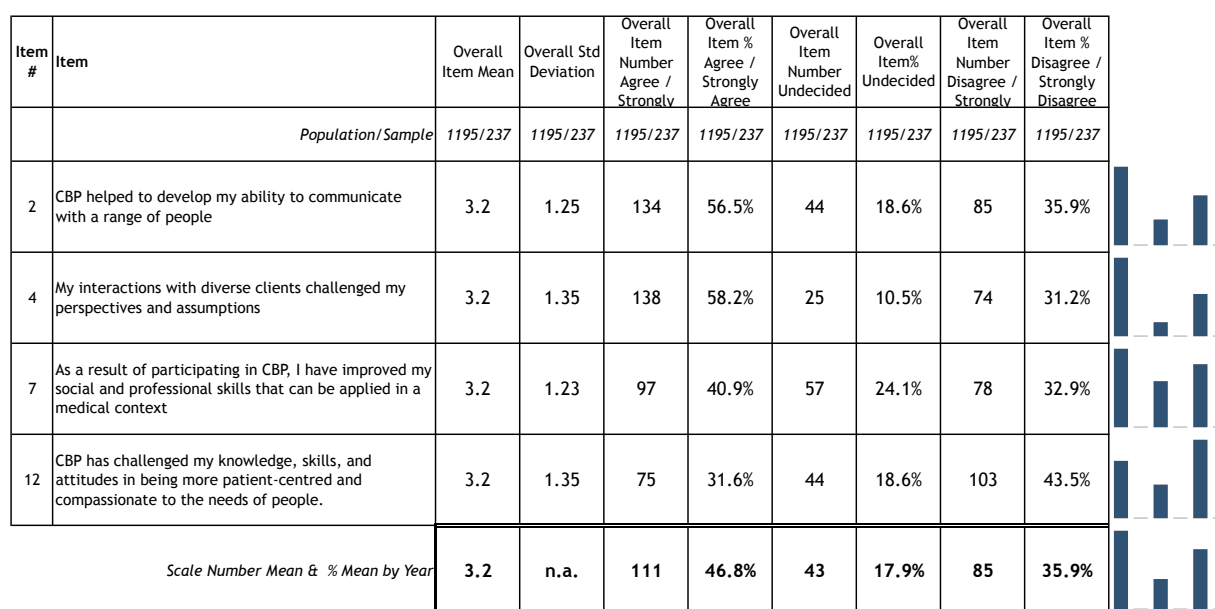 Item # Item Overall Item Mean Overall Std Deviation Overall Item Number Agree / Strongly Overall Item % Agree / Strongly Agree Overall Item Number Undecided Overall Item% Undecided Overall Item Number Disagree / Strongly Overall Item % Disagree / Strongly Disagree
Population/Sample 1195/237 1195/237 1195/237 1195/237 1195/237 1195/237 1195/237 1195/237
2 CBP helped to develop my ability to communicate
with a range of people 3.2 1.25 134 56.5% 44 18.6% 85 35.9%
4 My interactions with diverse clients challenged my
perspectives and assumptions 3.2 1.35 138 58.2% 25 10.5% 74 31.2%
7 As a result of participating in CBP, I have improved my
social and professional skills that can be applied in a
medical context 3.2 1.23 97 40.9% 57 24.1% 78 32.9%
12 CBP has challenged my knowledge, skills, and
attitudes in being more patient-centred and
compassionate to the needs of people. 3.2 1.35 75 31.6% 44 18.6% 103 43.5%
Scale Number Mean & % Mean by Year 3.2 n.a. 111 46.8% 43 17.9% 85 35.9%